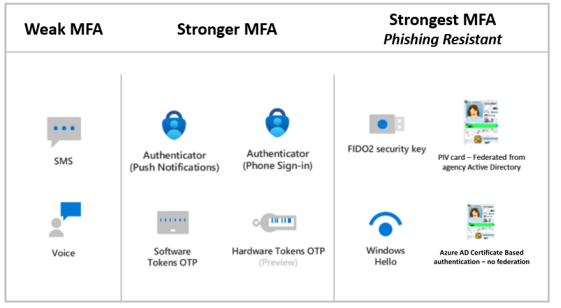 Weak MFA
Stronger MFA
Strongest MFA
Phishing Resistant
SMS
Voice
Authenticator
(Push Notifications)
Authenticator
(Phone Sign-in)
Software
Tokens OTP
Hardware Tokens OTP
(Preview)
FIDO2 security key
PIV card – Federated from
agency Active Directory
Windows
Hello
Azure AD Certificate Based
authentication – no federation